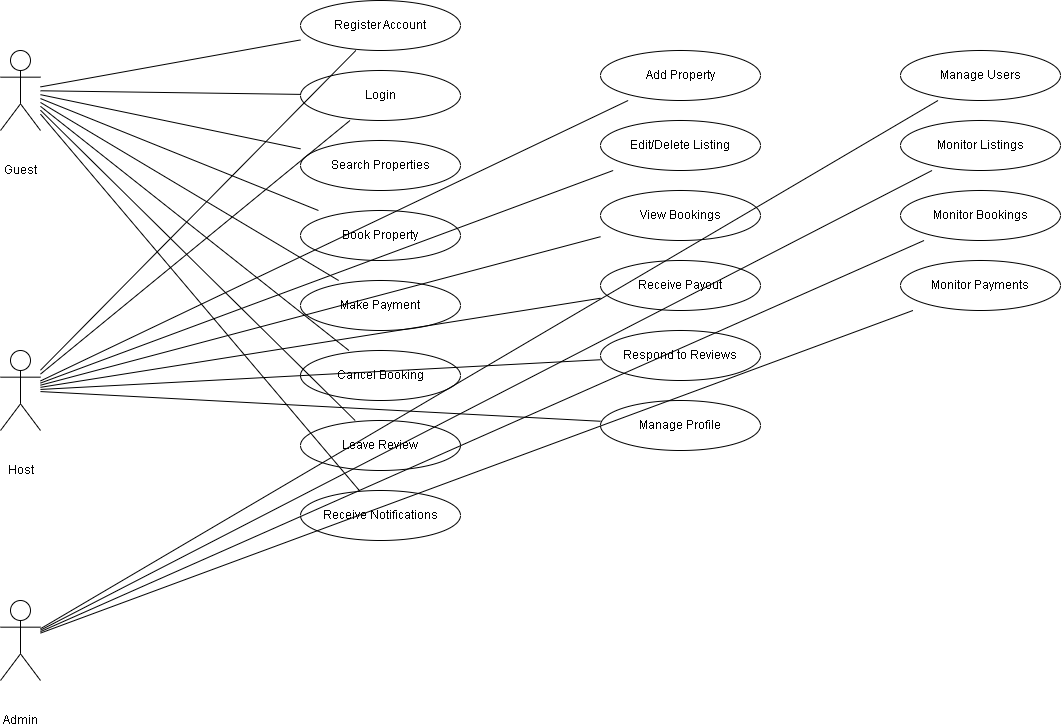 Guest
Host
Admin
Register Account
Login
Search Properties
Book Property
Make Payment
Cancel Booking
Leave Review
Receive Notifications
Add Property
Edit/Delete Listing
View Bookings
Receive Payout
Respond to Reviews
Manage Profile
Manage Users
Monitor Listings
Monitor Bookings
Monitor Payments